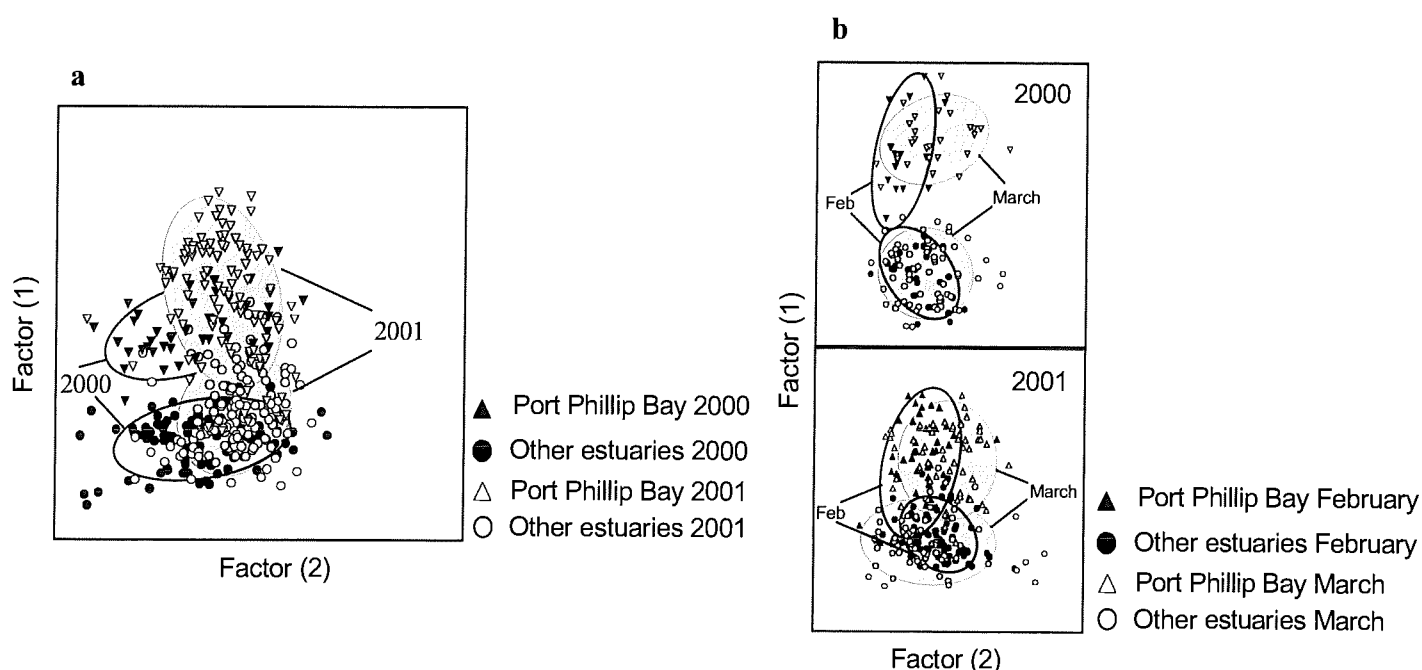 a
Factor (1)
2000
2001
Factor (2)
Port Phillip Bay 2000
Other estuaries 2000
Port Phillip Bay 2001
Other estuaries 2001
b
2000
Feb
March
Factor (1)
2001
Feb
March
Factor (2)
Port Phillip Bay February
Other estuaries February
Port Phillip Bay March
Other estuaries March